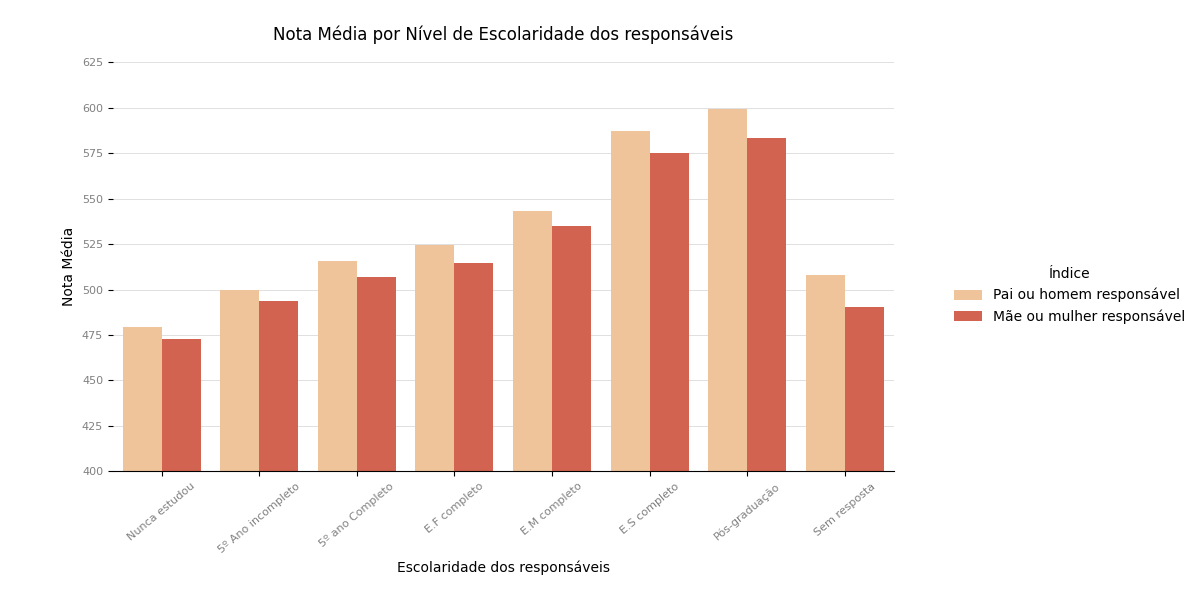 Nota Média por Nível de Escolaridade dos responsáveis
625
600
575
550
525
500
475
450
425
400
Nota Média
Nunca estudou
5º Ano incompleto
5º ano Completo
E.F completo
E.M completo
E.S completo
Pós-graduação
Sem resposta
Escolaridade dos responsáveis
Índice
Pai ou homem responsável
Mãe ou mulher responsável